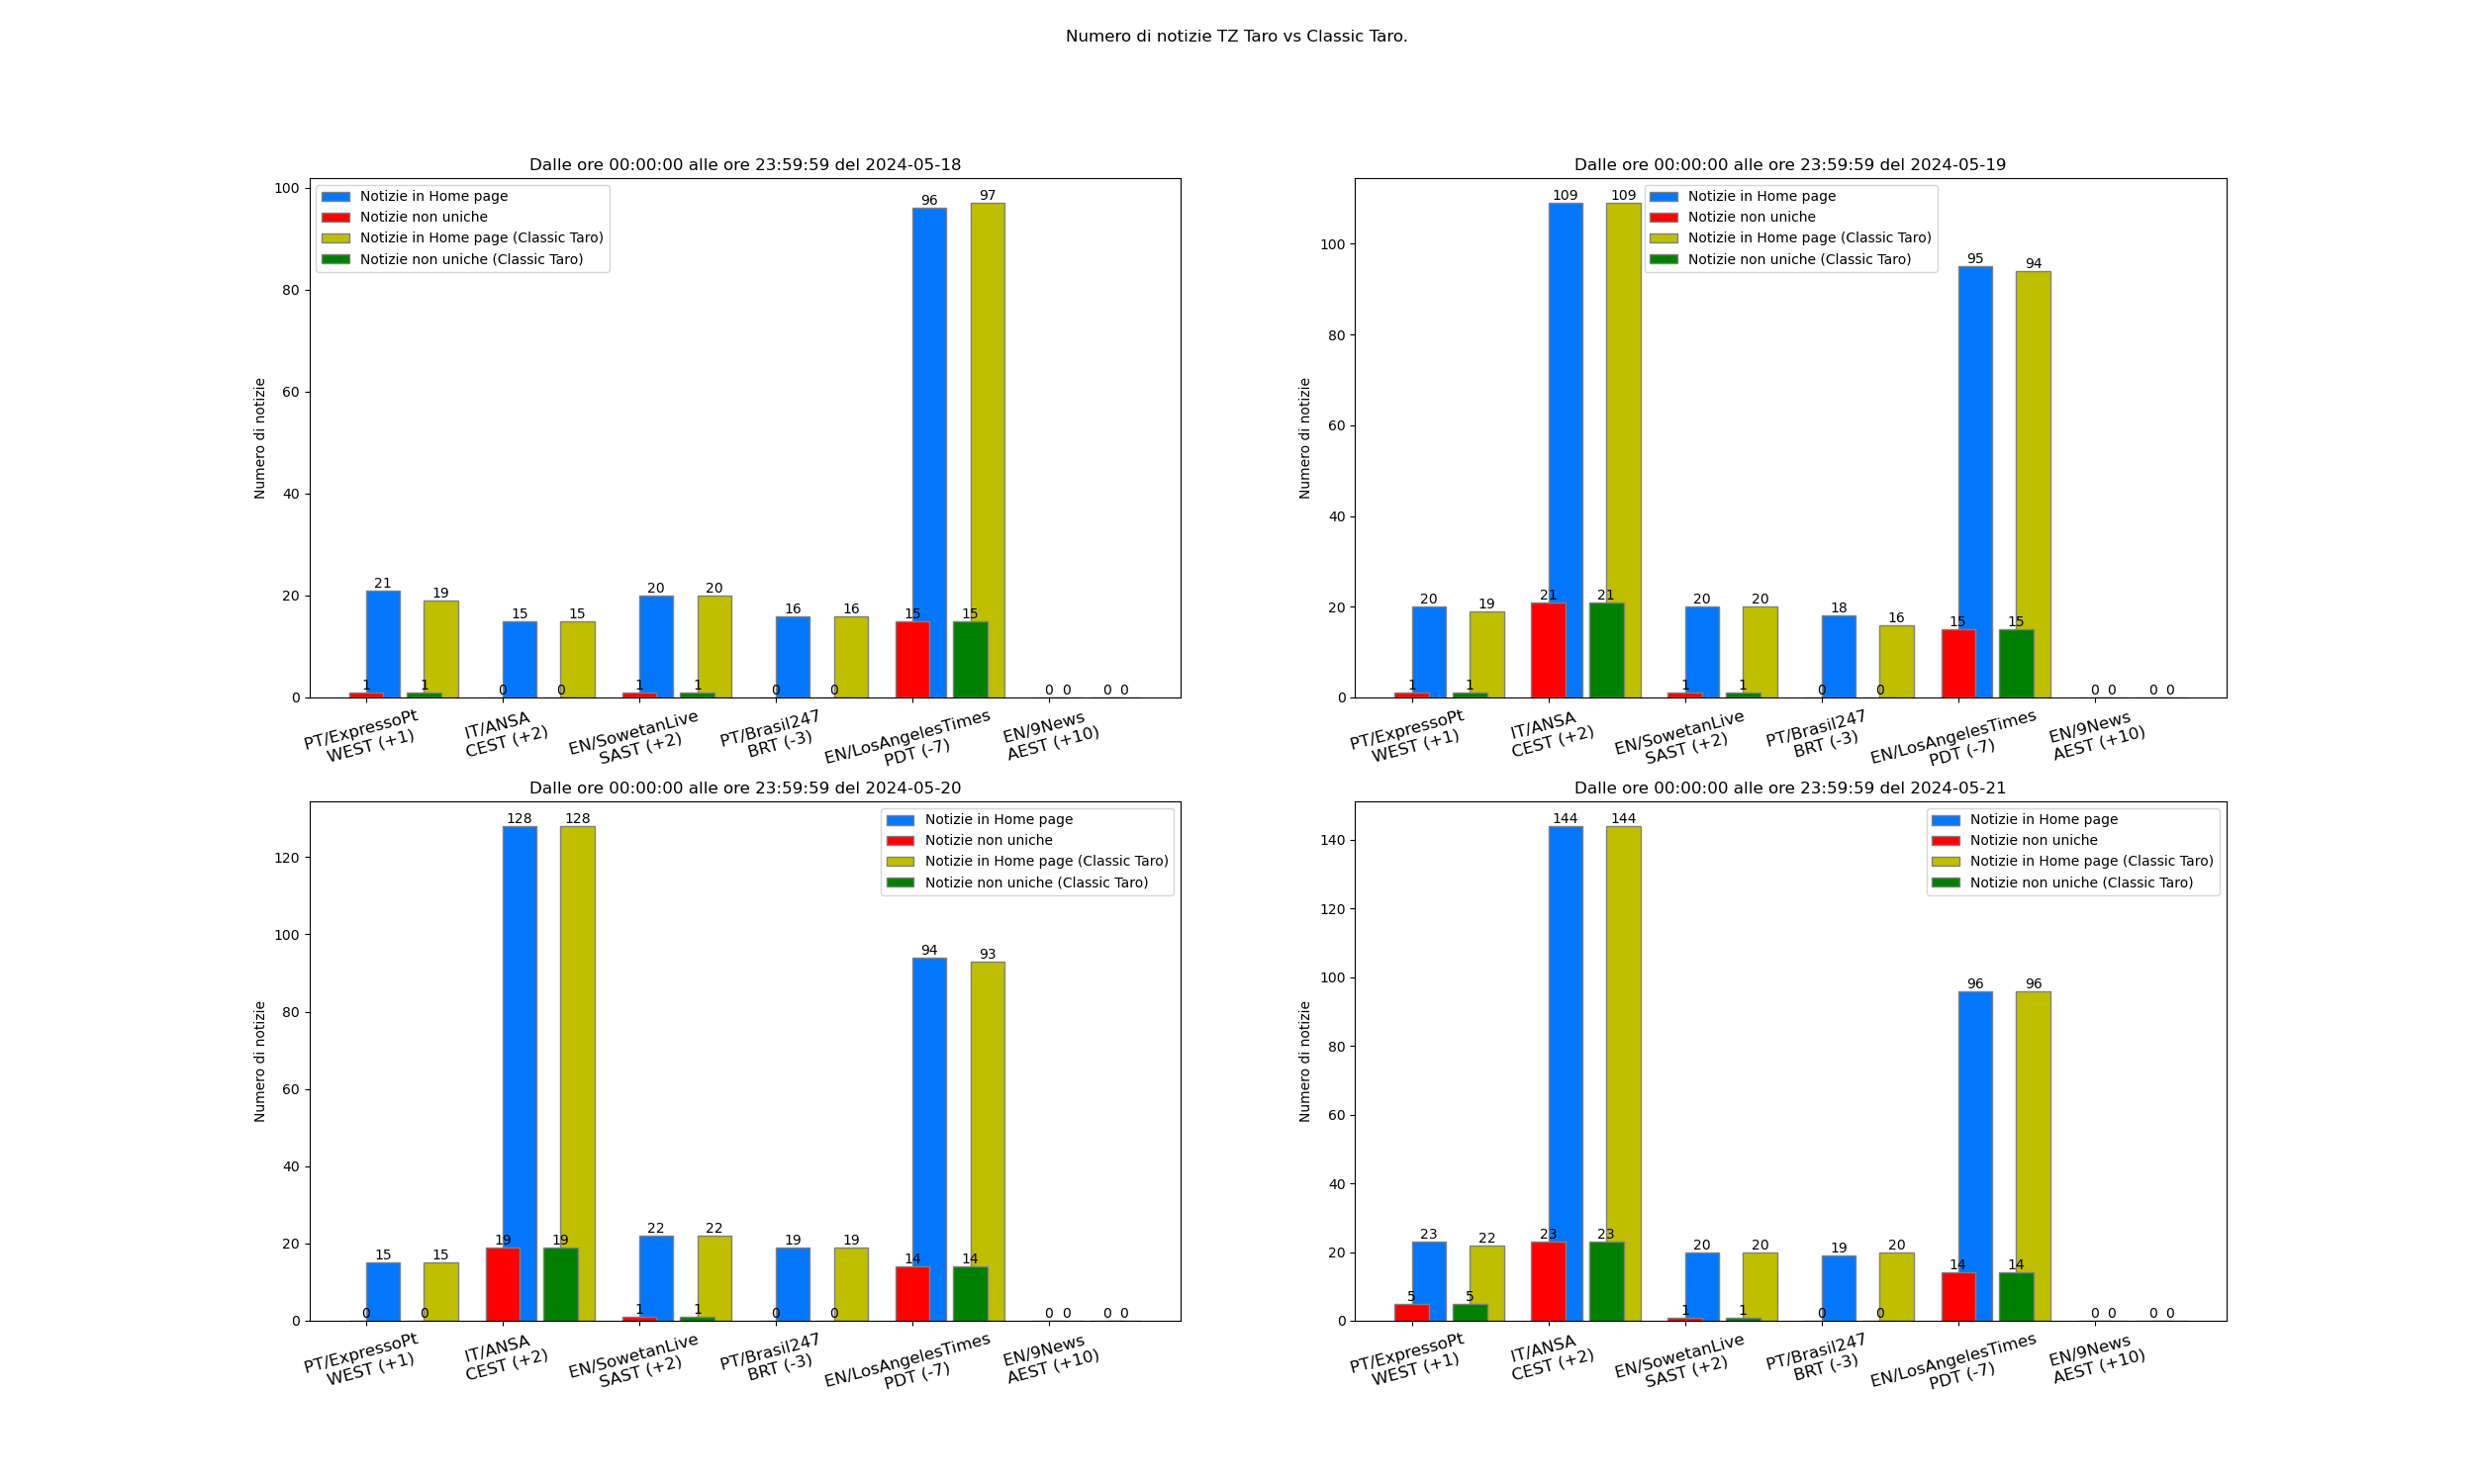 Numero di notizie TZ Taro vs Classic Taro.
Dalle ore 00:00:00 alle ore 23:59:59 del 2024-05-18
Notizie in Home page
Notizie non uniche
Notizie in Home page (Classic Taro)
Notizie non uniche (Classic Taro)
Numero di notizie
100
80
60
40
20
0
96 97
21 19 15 15 20 20 16 16 15 15
1 1 0 0 1 1 0 0 0 0 0 0
PT/ExpressoPt
WEST (+1)
IT/ANSA
CEST (+2)
EN/SowetanLive
SAST (+2)
PT/Brasil247
BRT (-3)
EN/LosAngelesTimes
PDT (-7)
EN/9News
AEST (+10)
Dalle ore 00:00:00 alle ore 23:59:59 del 2024-05-19
Notizie in Home page
Notizie non uniche
Notizie in Home page (Classic Taro)
Notizie non uniche (Classic Taro)
Numero di notizie
100
80
60
40
20
0
109 109 95 94
20 19 21 21 20 20 18 16 15 15
1 1 1 1 0 0 0 0 0 0
PT/ExpressoPt
WEST (+1)
IT/ANSA
CEST (+2)
EN/SowetanLive
SAST (+2)
PT/Brasil247
BRT (-3)
EN/LosAngelesTimes
PDT (-7)
EN/9News
AEST (+10)
Dalle ore 00:00:00 alle ore 23:59:59 del 2024-05-20
Notizie in Home page
Notizie non uniche
Notizie in Home page (Classic Taro)
Notizie non uniche (Classic Taro)
Numero di notizie
120
100
80
60
40
20
0
128 128 94 93
15 15 19 19 22 22 19 19 14 14
0 0 1 1 0 0 0 0 0 0
PT/ExpressoPt
WEST (+1)
IT/ANSA
CEST (+2)
EN/SowetanLive
SAST (+2)
PT/Brasil247
BRT (-3)
EN/LosAngelesTimes
PDT (-7)
EN/9News
AEST (+10)
Dalle ore 00:00:00 alle ore 23:59:59 del 2024-05-21
Notizie in Home page
Notizie non uniche
Notizie in Home page (Classic Taro)
Notizie non uniche (Classic Taro)
Numero di notizie
140
120
100
80
60
40
20
0
144 144 96 96
23 22 23 23 20 20 19 20 14 14
5 5 1 1 0 0 0 0 0 0
PT/ExpressoPt
WEST (+1)
IT/ANSA
CEST (+2)
EN/SowetanLive
SAST (+2)
PT/Brasil247
BRT (-3)
EN/LosAngelesTimes
PDT (-7)
EN/9News
AEST (+10)